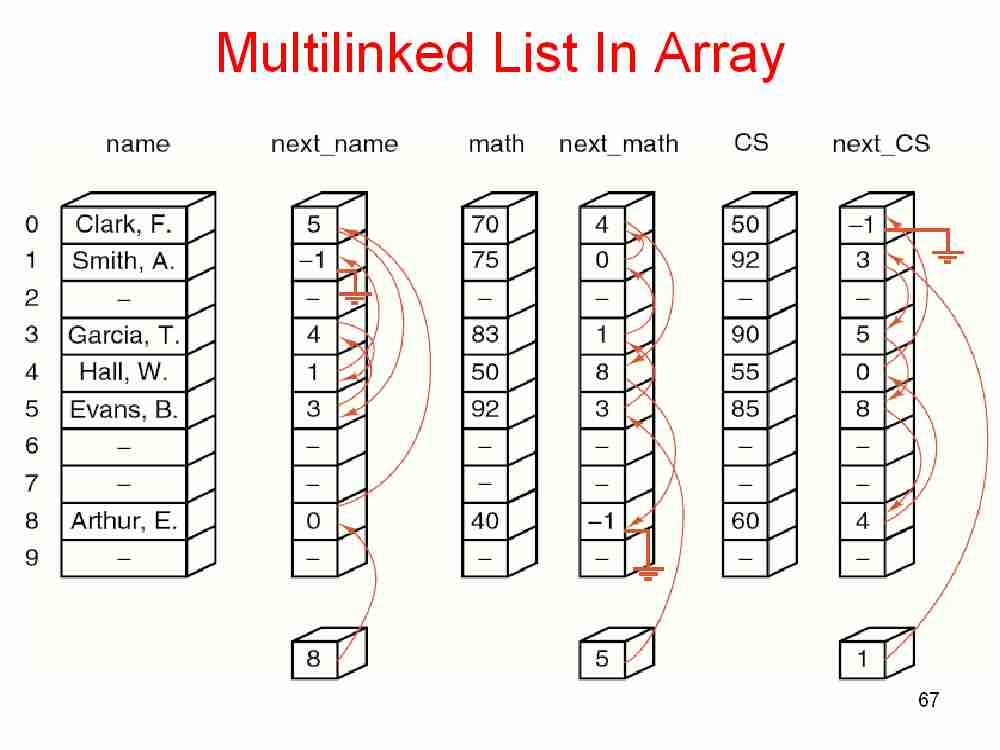 Multilinked List In Array
name next_name math next_math CS next_CS
0 Clark, F. 5 70 4 50 –1
1 Smith, A. –1 75 0 92 3
2 – – – – – –
3 Garcia, T. 4 83 1 90 5
4 Hall, W. 1 50 8 55 0
5 Evans, B. 3 92 3 85 8
6 – – – – – –
7 – – – – – –
8 Arthur, E. 0 40 –1 60 4
9 – – – – – –
8 5 1
67